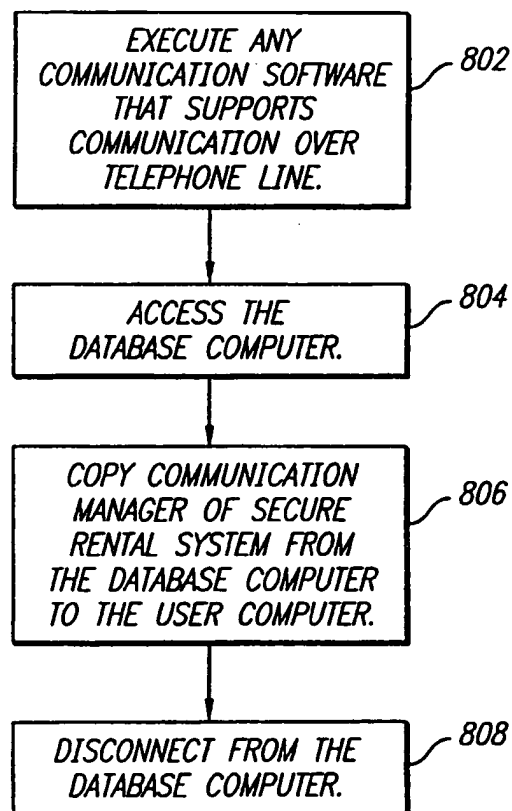 EXECUTE ANY
COMMUNICATION SOFTWARE
THAT SUPPORTS
COMMUNICATION OVER
TELEPHONE LINE.
802
ACCESS THE
DATABASE COMPUTER.
804
COPY COMMUNICATION
MANAGER OF SECURE
RENTAL SYSTEM FROM
THE DATABASE COMPUTER
TO THE USER COMPUTER.
806
DISCONNECT FROM THE
DATABASE COMPUTER.
808